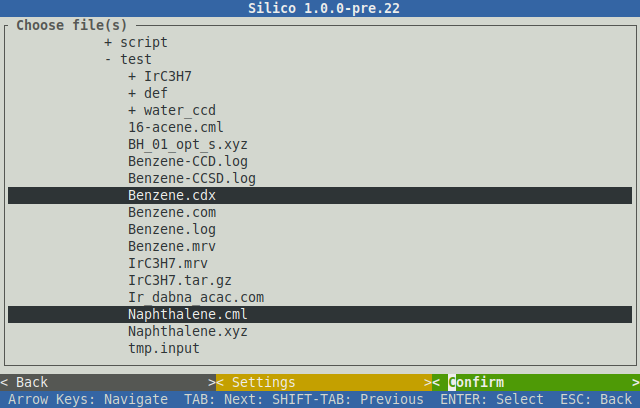 Silico 1.0.0-pre.22
Choose file(s)
+ script
- test
+ IrC3H7
+ def
+ water_ccd
16-acene.cml
BH_01_opt_s.xyz
Benzene-CCD.log
Benzene-CCSD.log
Benzene.cdx
Benzene.com
Benzene.log
Benzene.mrv
IrC3H7.mrv
IrC3H7.tar.gz
Ir_dabna_acac.com
Naphthalene.cml
Naphthalene.xyz
tmp.input
< Back >< Settings >< Confirm >
Arrow Keys: Navigate TAB: Next: SHIFT-TAB: Previous ENTER: Select ESC: Back